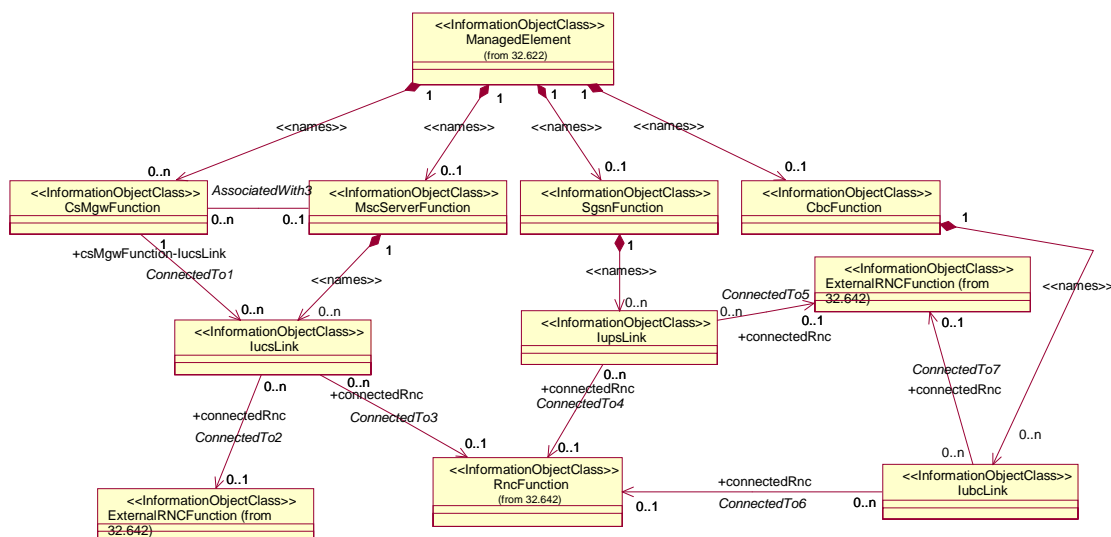 <<InformationObjectClass>>
ManagedElement
(from 32.622)
1
1
1
1
<<names>>
<<names>>
<<names>>
<<names>>
0..n
0..1
0..1
0..1
<<InformationObjectClass>>
CsMgwFunction
AssociatedWith3
0..n
0..1
<<InformationObjectClass>>
MscServerFunction
<<InformationObjectClass>>
SgsnFunction
<<InformationObjectClass>>
CbcFunction
1
1
1
1
+csMgwFunction-IucsLink
ConnectedTo1
<<names>>
<<names>>
<<names>>
0..n
0..n
0..n
<<InformationObjectClass>>
ExternalRNCFunction (from
32.642)
ConnectedTo5
0..n
0..1
+connectedRnc
<<InformationObjectClass>>
IucsLink
<<InformationObjectClass>>
IupsLink
0..1
ConnectedTo7
+connectedRnc
0..n
0..n
0..n
+connectedRnc
ConnectedTo2
0..n
+connectedRnc
ConnectedTo3
0..n
+connectedRnc
ConnectedTo4
0..1
0..1
0..1
<<InformationObjectClass>>
ExternalRNCFunction (from
32.642)
<<InformationObjectClass>>
RncFunction
(from 32.642)
+connectedRnc
0..1
ConnectedTo6
0..n
<<InformationObjectClass>>
IubcLink